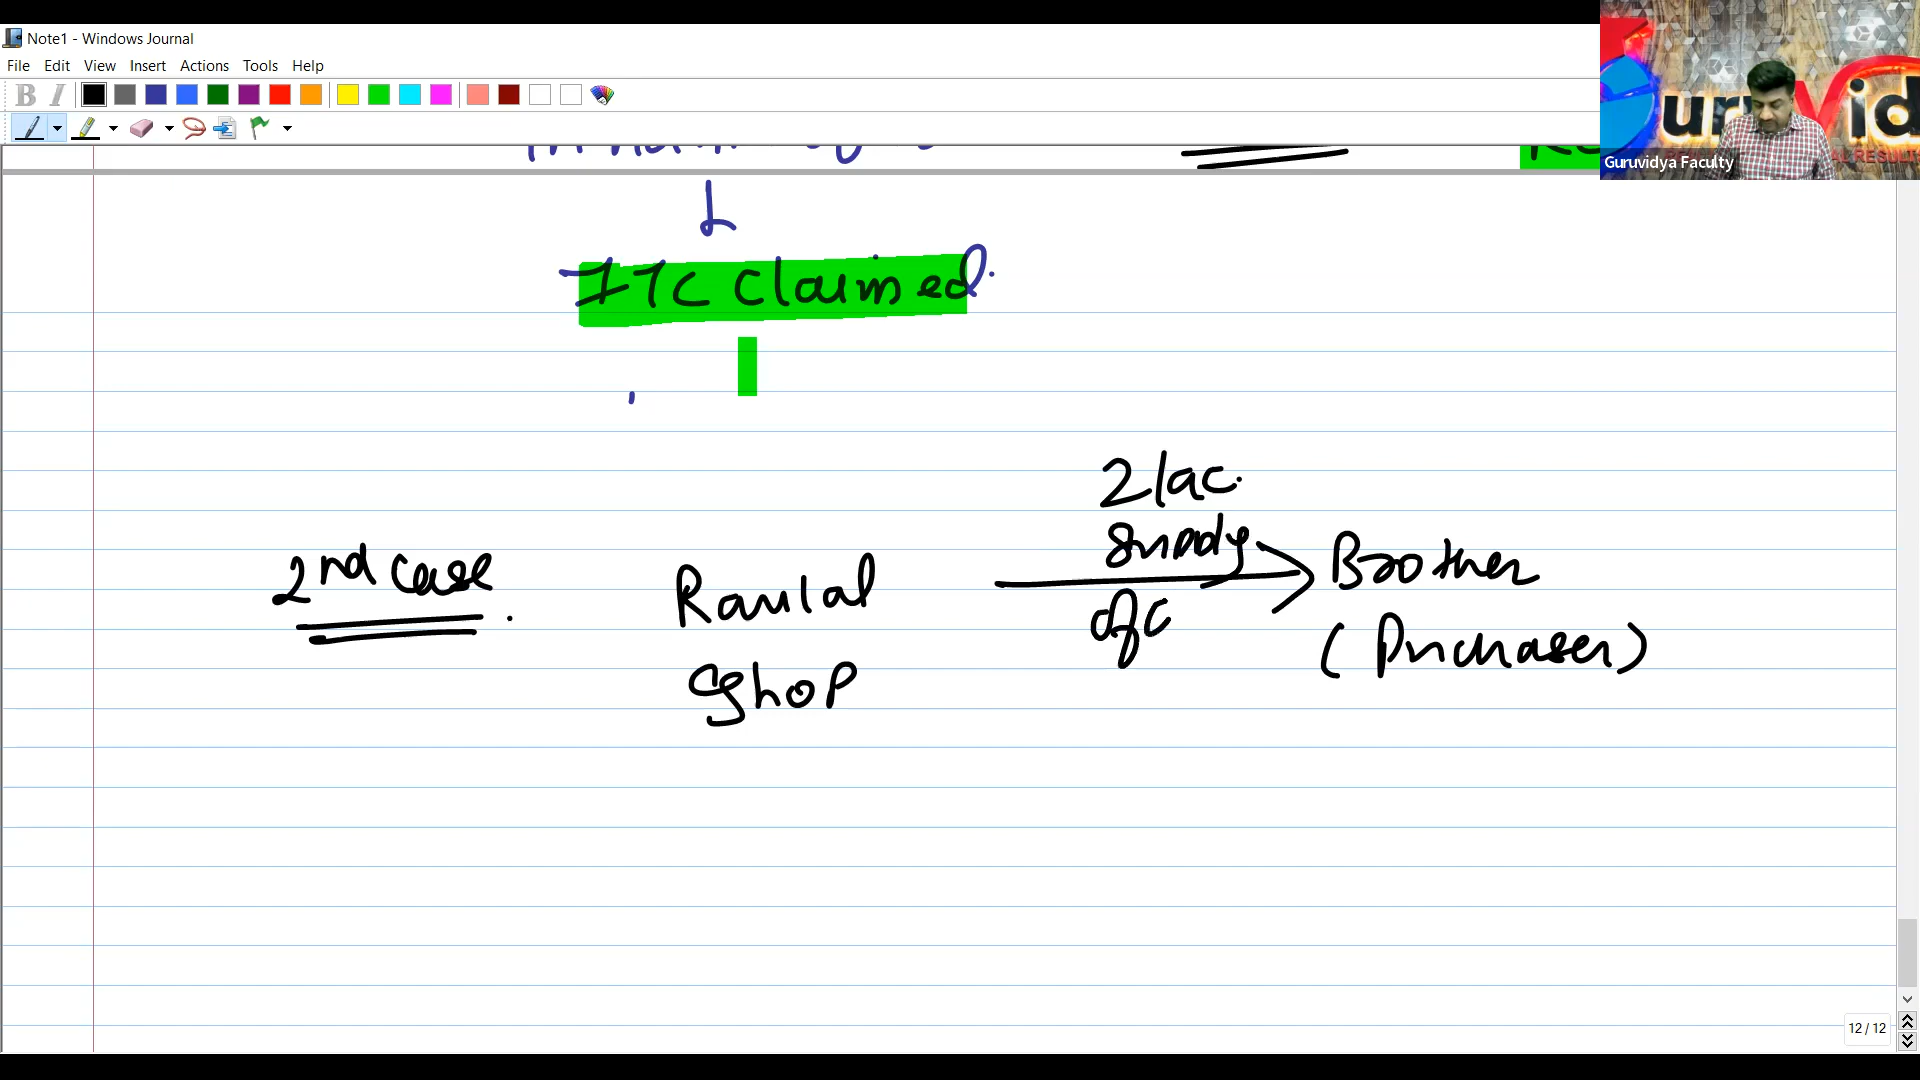 Note1 - Windows Journal
File Edit View Insert Actions Tools Help
B I
Guruvidya Faculty
ITC Claimed.
2 lac.
supply
2nd case. Ramlal Brother
of c (Purchaser)
shop
12 / 12